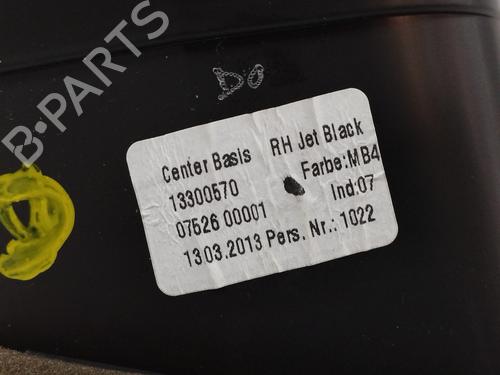 B-PARTS
DO
Center Basis RH Jet Black
13300570 Farbe:MB4
07526 00001 Ind:07
13.03.2013 Pers. Nr.: 1022